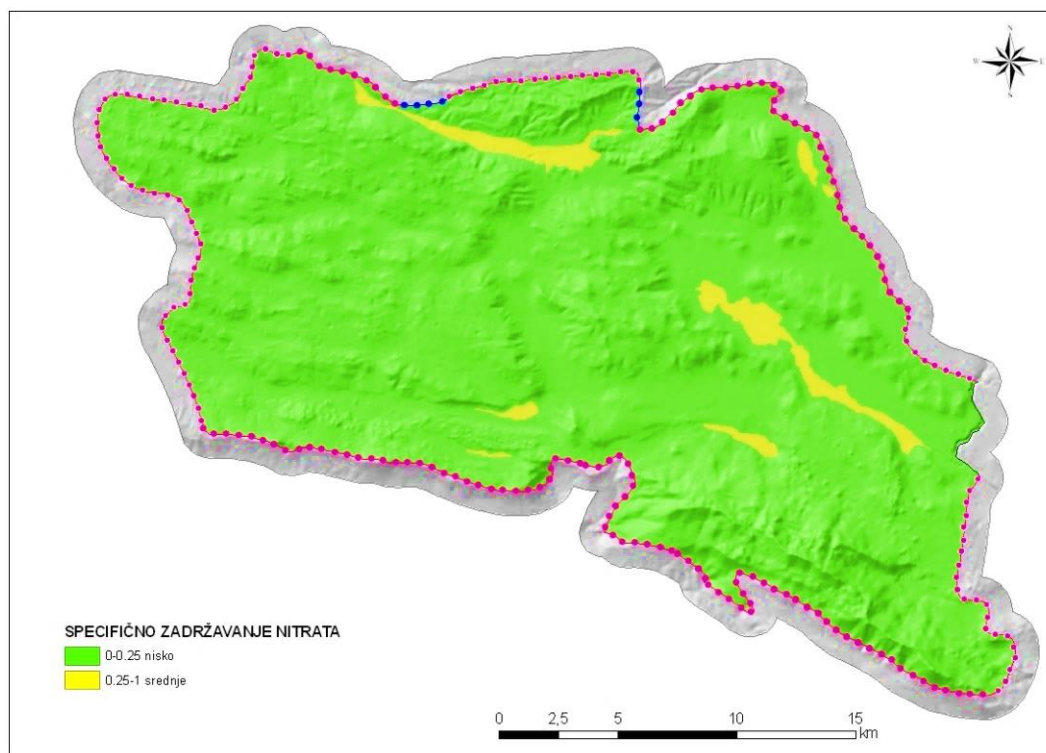 N
W E
S
SPECIFIČNO ZADRŽAVANJE NITRATA
0-0.25 nisko
0.25-1 srednje
0 2,5 5 10 15
km